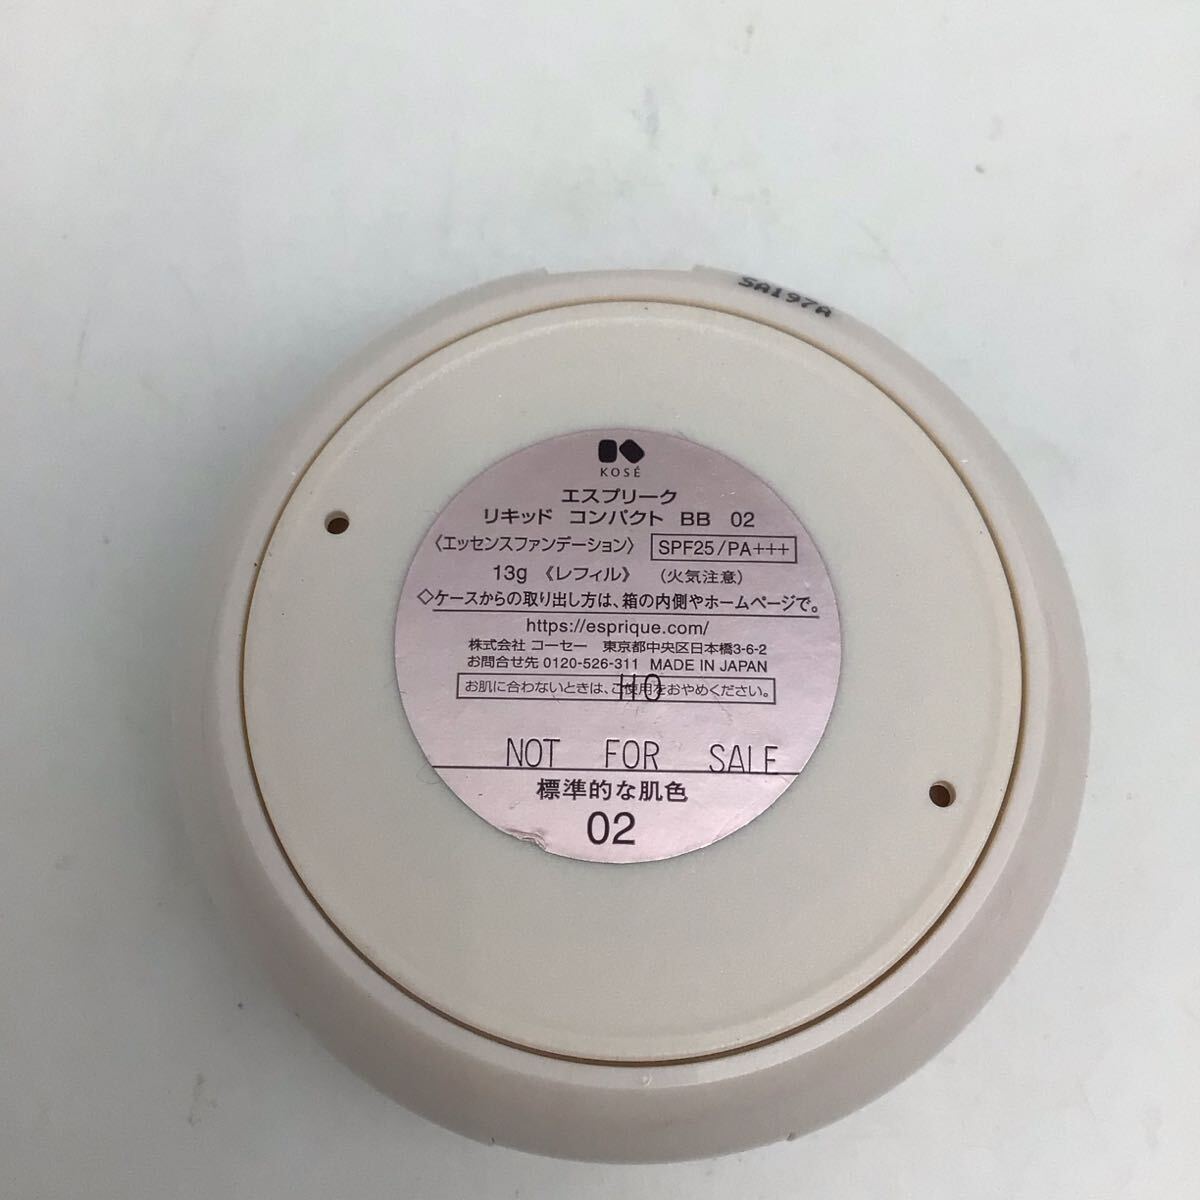 SA197A
KOSÉ
エスプリーク
リキッド コンパクト BB 02
〈エッセンスファンデーション〉 SPF25/PA+++
13g 《レフィル》 (火気注意)
◇ケースからの取り出し方は、箱の内側やホームページで。
https://esprique.com/
株式会社 コーセー 東京都中央区日本橋3-6-2
お問合せ先 0120-526-311 MADE IN JAPAN
お肌に合わないときは、ご使用をおやめください。
HO
NOT FOR SALE
標準的な肌色
02